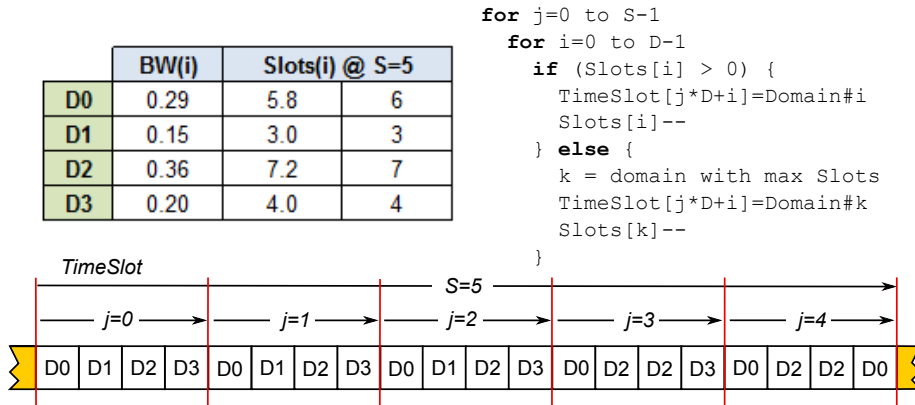 BW(i) Slots(i) @ S=5
D0 0.29 5.8 6
D1 0.15 3.0 3
D2 0.36 7.2 7
D3 0.20 4.0 4
for j=0 to S-1
for i=0 to D-1
if (Slots[i] > 0) {
TimeSlot[j*D+i]=Domain#i
Slots[i]--
} else {
k = domain with max Slots
TimeSlot[j*D+i]=Domain#k
Slots[k]--
}
TimeSlot
S=5
j=0 j=1 j=2 j=3 j=4
D0 D1 D2 D3 D0 D1 D2 D3 D0 D1 D2 D3 D0 D2 D2 D3 D0 D2 D2 D0